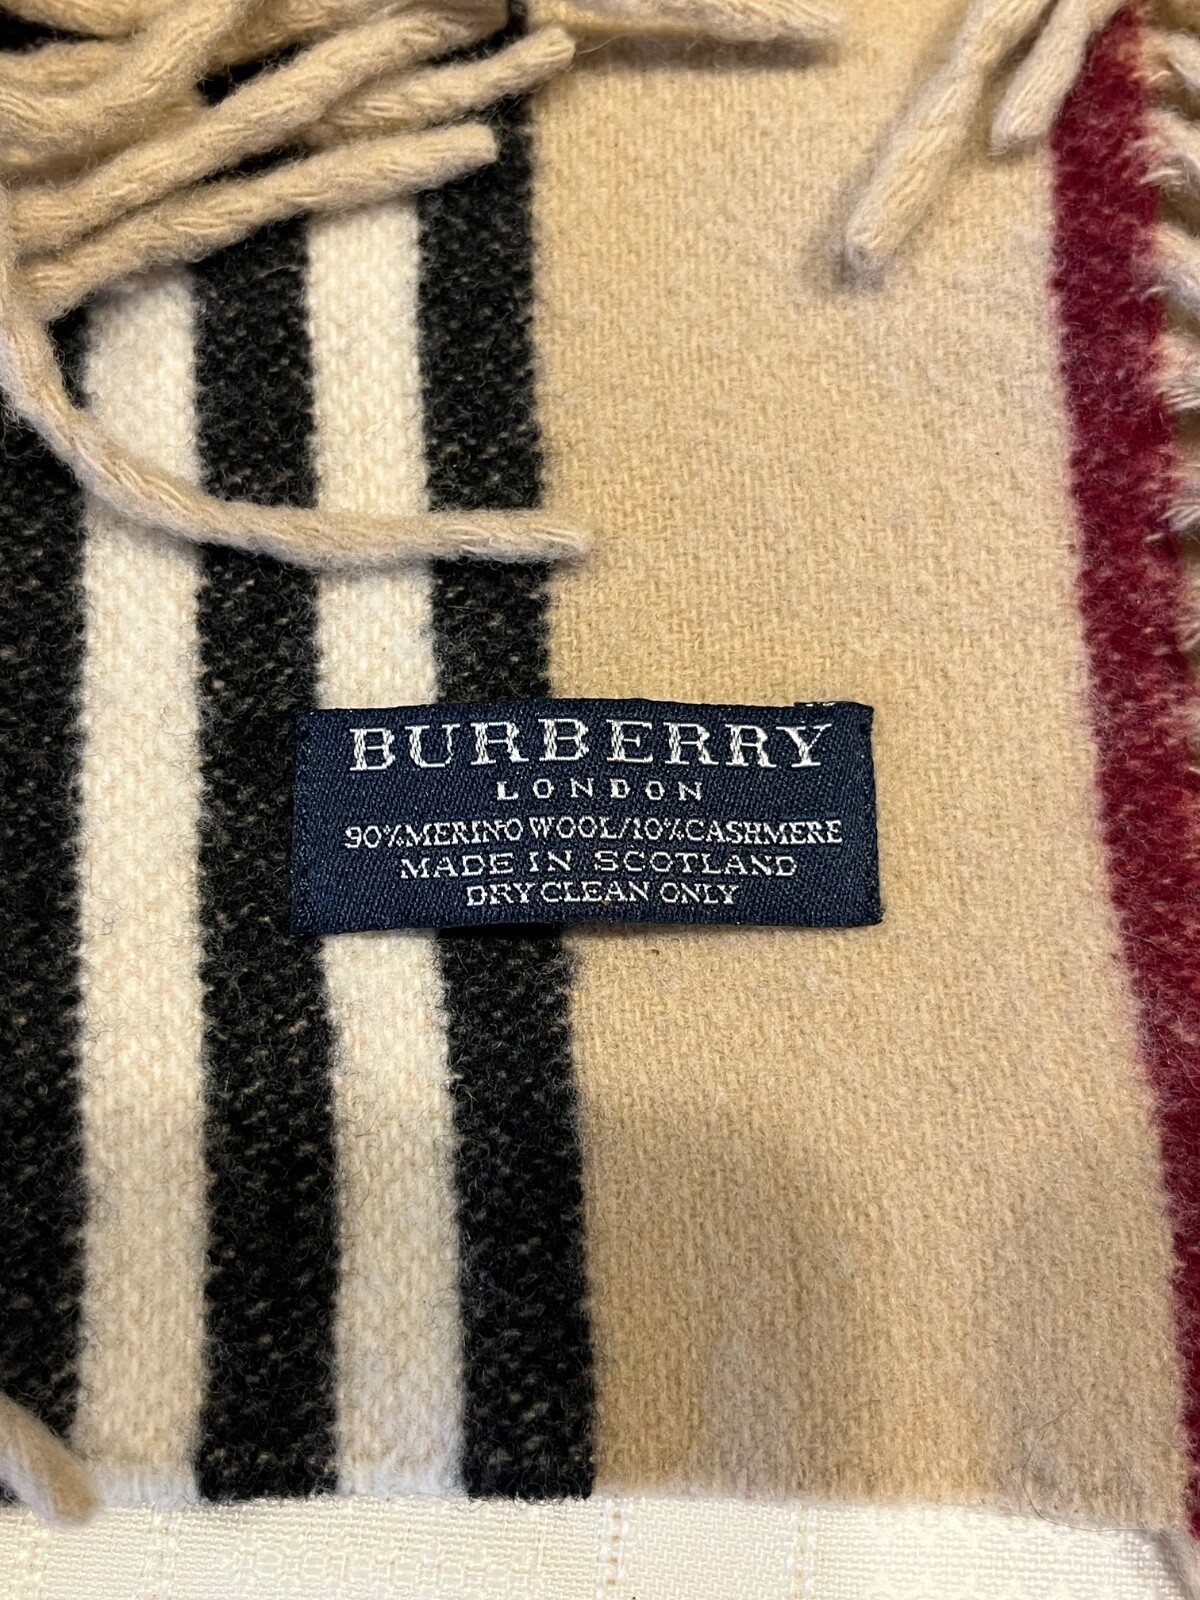 BURBERRY
LONDON
90%MERINO WOOL/10%CASHMERE
MADE IN SCOTLAND
DRY CLEAN ONLY